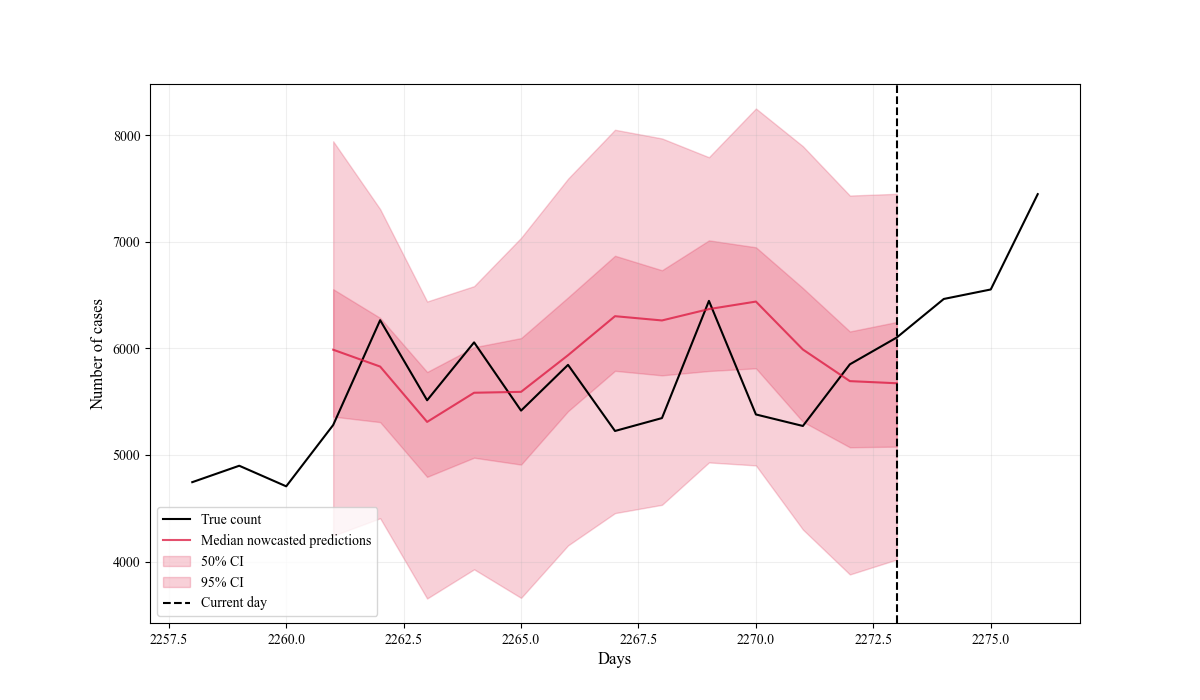 8000
7000
6000
5000
4000
Number of cases
True count
Median nowcasted predictions
50% CI
95% CI
Current day
2257.5 2260.0 2262.5 2265.0 2267.5 2270.0 2272.5 2275.0
Days